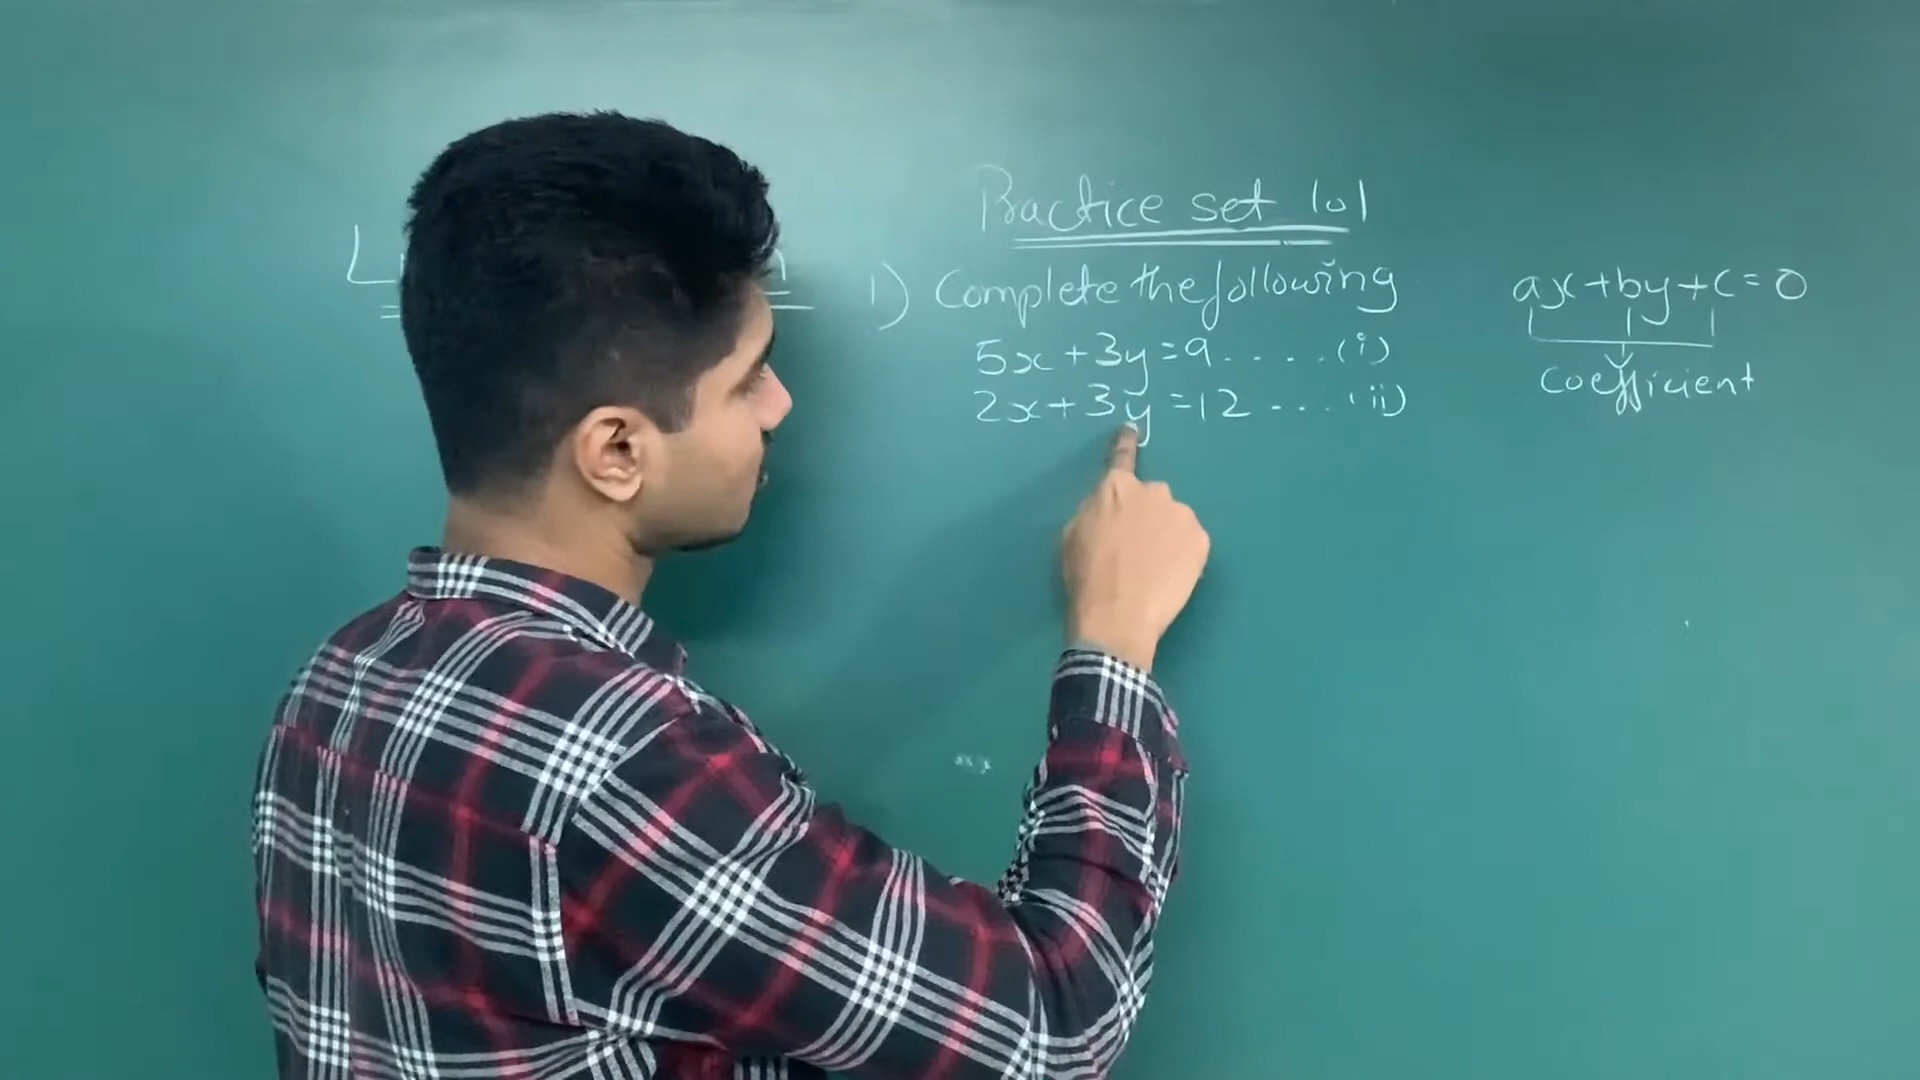 Practice set 1.1
1) Complete the following
5x+3y=9.....(i)
2x+3y=12....(ii)
ax+by+c=0
coefficient